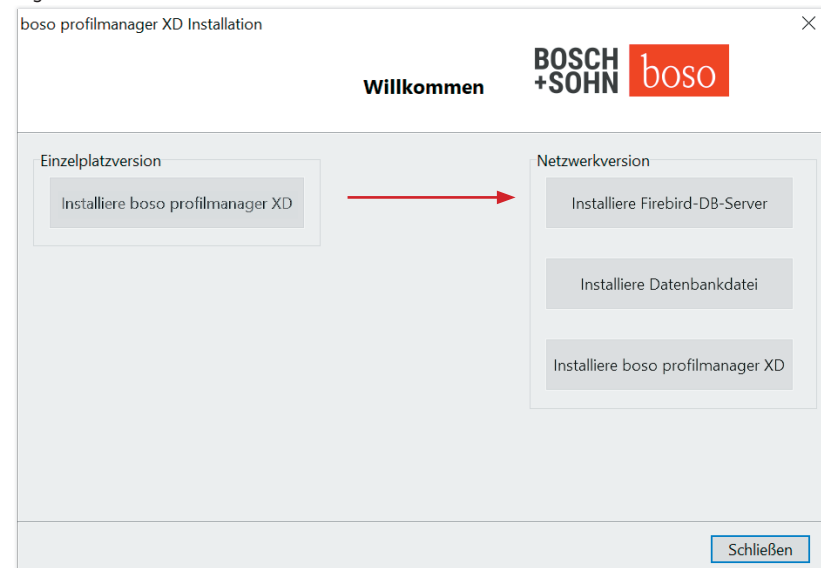 boso profilmanager XD Installation
Willkommen
BOSCH
+SOHN
boso
Einzelplatzversion
Installiere boso profilmanager XD
Netzwerkversion
Installiere Firebird-DB-Server
Installiere Datenbankdatei
Installiere boso profilmanager XD
Schließen